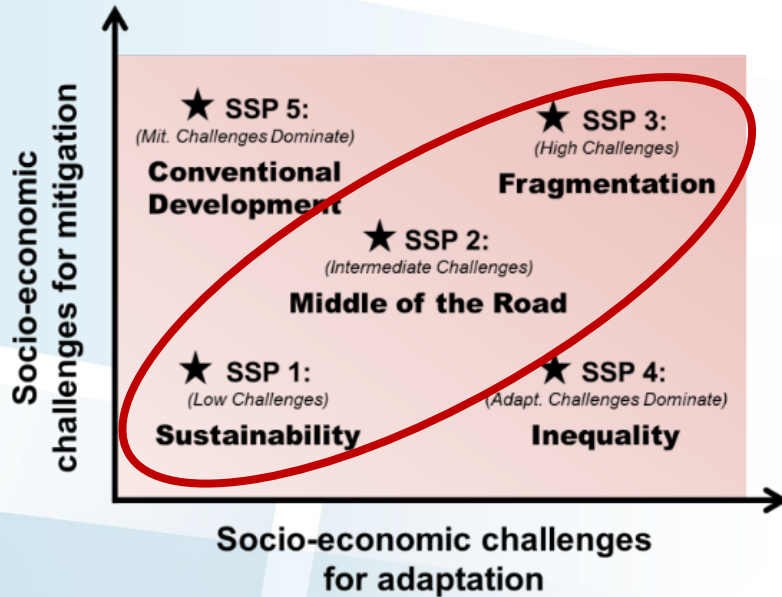 Socio-economic
challenges for mitigation
SSP 5:
(Mit. Challenges Dominate)
Conventional
Development
SSP 3:
(High Challenges)
Fragmentation
SSP 2:
(Intermediate Challenges)
Middle of the Road
SSP 1:
(Low Challenges)
Sustainability
SSP 4:
(Adapt. Challenges Dominate)
Inequality
Socio-economic challenges
for adaptation